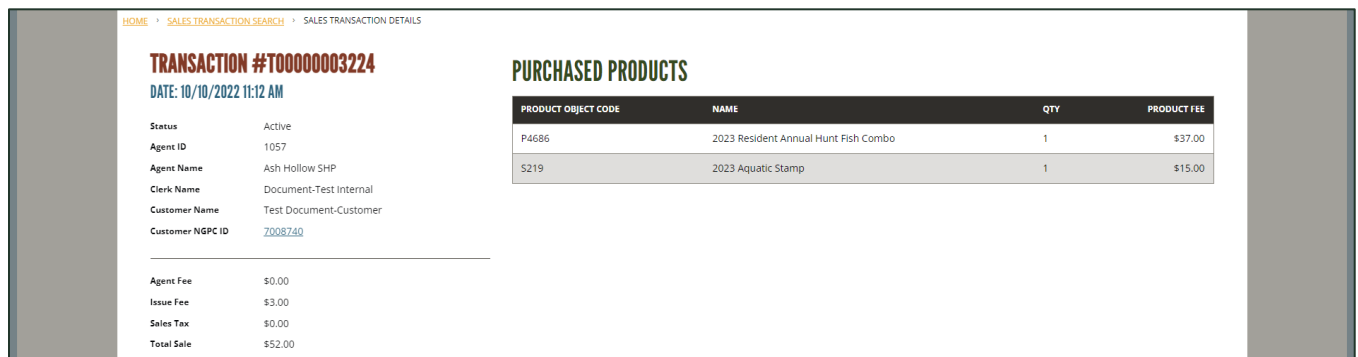 HOME › SALES TRANSACTION SEARCH › SALES TRANSACTION DETAILS
TRANSACTION #T00000003224
DATE: 10/10/2022 11:12 AM
Status Active
Agent ID 1057
Agent Name Ash Hollow SHP
Clerk Name Document-Test Internal
Customer Name Test Document-Customer
Customer NGPC ID 7008740
Agent Fee $0.00
Issue Fee $3.00
Sales Tax $0.00
Total Sale $52.00
PURCHASED PRODUCTS
PRODUCT OBJECT CODE NAME QTY PRODUCT FEE
P4686 2023 Resident Annual Hunt Fish Combo 1 $37.00
S219 2023 Aquatic Stamp 1 $15.00